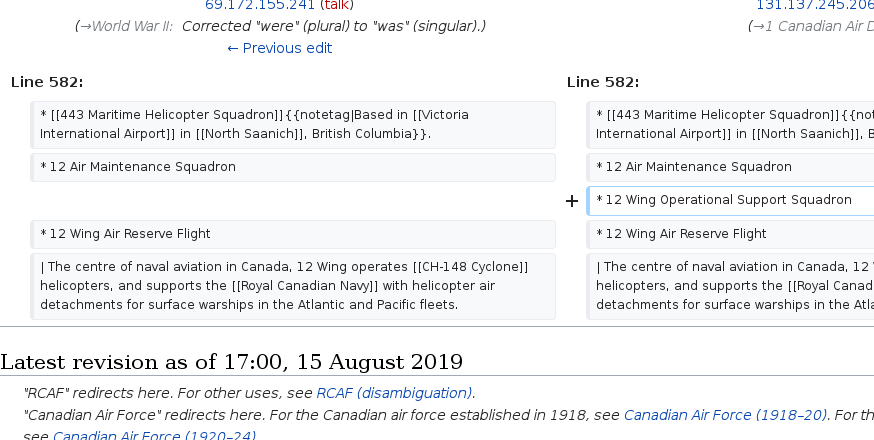 69.172.155.241 (talk)
(→World War II: Corrected "were" (plural) to "was" (singular).)
← Previous edit
131.137.245.206
(→1 Canadian Air
Line 582:
* [[443 Maritime Helicopter Squadron]]{{notetag|Based in [[Victoria
International Airport]] in [[North Saanich]], British Columbia}}.
* 12 Air Maintenance Squadron
* 12 Wing Air Reserve Flight
| The centre of naval aviation in Canada, 12 Wing operates [[CH-148 Cyclone]]
helicopters, and supports the [[Royal Canadian Navy]] with helicopter air
detachments for surface warships in the Atlantic and Pacific fleets.
Line 582:
* [[443 Maritime Helicopter Squadron]]
International Airport]] in [[North Saanich]],
* 12 Air Maintenance Squadron
+ * 12 Wing Operational Support Squadron
* 12 Wing Air Reserve Flight
| The centre of naval aviation in Canada, 12
helicopters, and supports the [[Royal
detachments for surface warships in the
Latest revision as of 17:00, 15 August 2019
"RCAF" redirects here. For other uses, see RCAF (disambiguation).
"Canadian Air Force" redirects here. For the Canadian air force established in 1918, see Canadian Air Force (1918–20). For
see Canadian Air Force (1920–24)